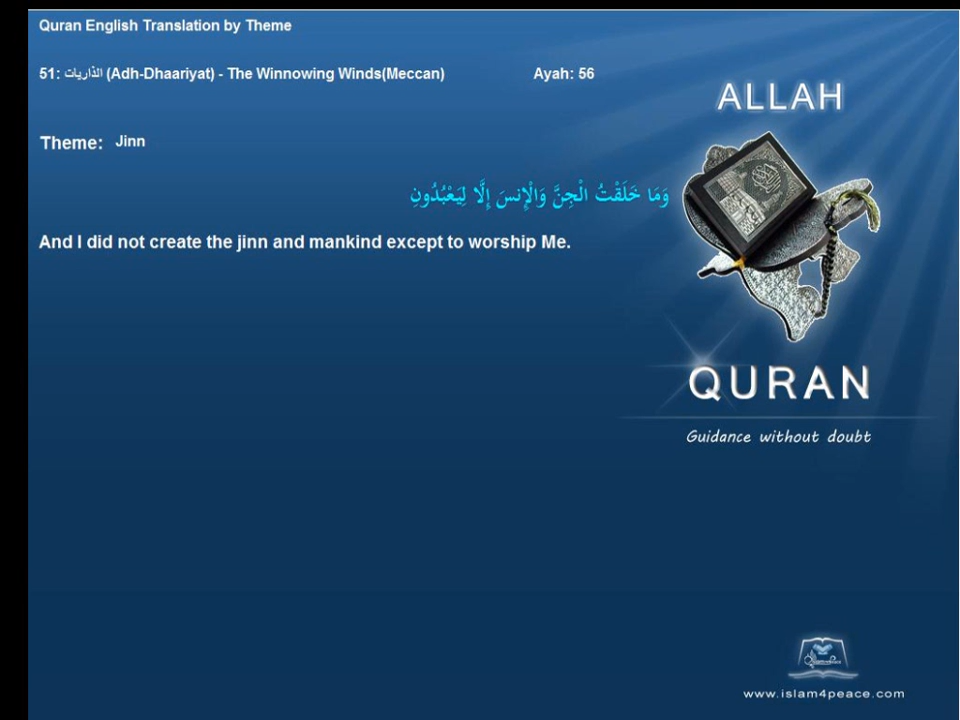 Quran English Translation by Theme
51: الذاريات (Adh-Dhaariyat) - The Winnowing Winds(Meccan) Ayah: 56
ALLAH
Theme: Jinn
وَمَا خَلَقْتُ الْجِنَّ وَالْإِنسَ إِلَّا لِيَعْبُدُونِ
And I did not create the jinn and mankind except to worship Me.
QURAN
Guidance without doubt
www.islam4peace.com